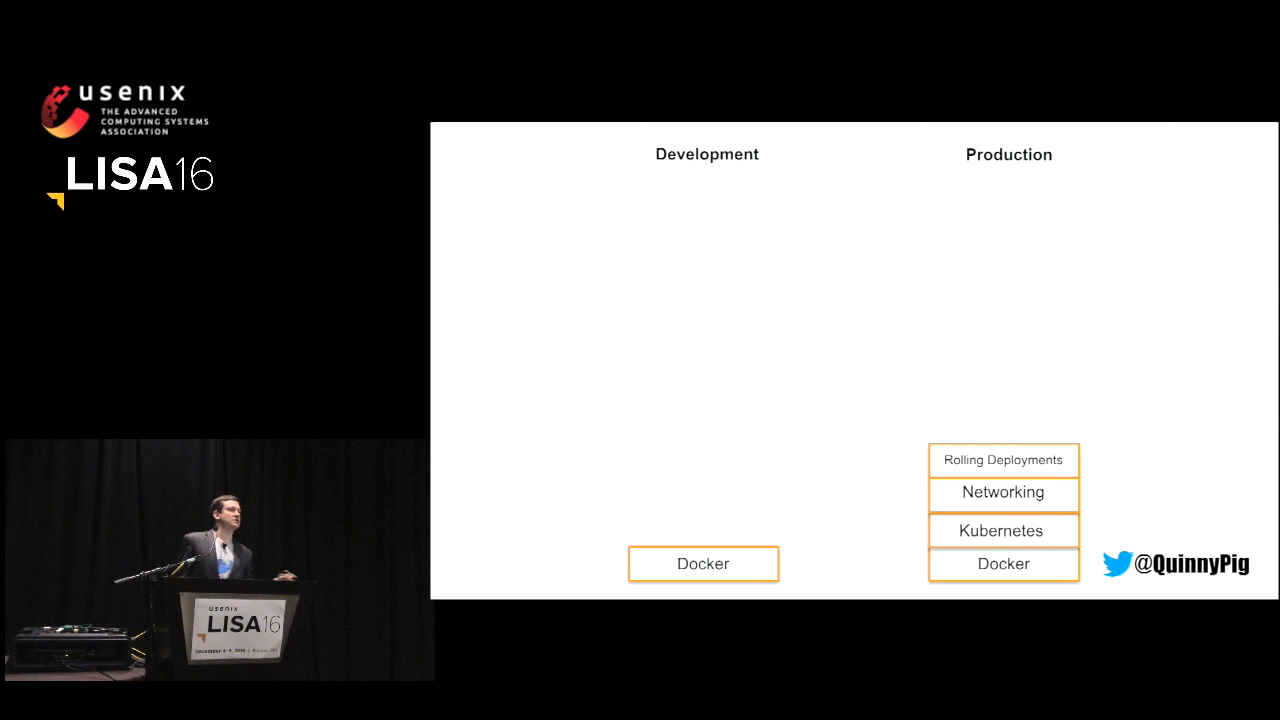 usenix
THE ADVANCED
COMPUTING SYSTEMS
ASSOCIATION
LISA16
Development
Production
Rolling Deployments
Networking
Kubernetes
Docker
Docker
@QuinnyPig
usenix
LISA16